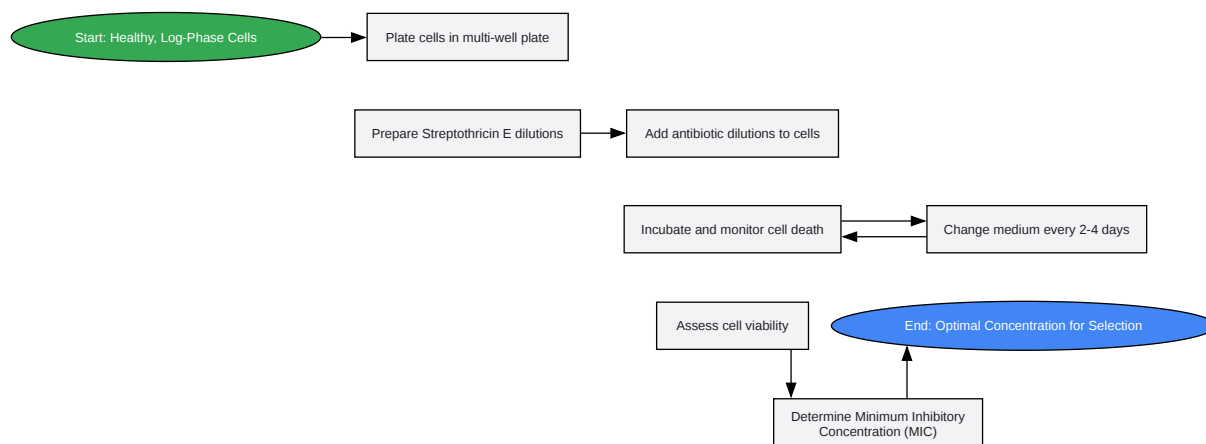 Start: Healthy, Log-Phase Cells
Plate cells in multi-well plate
Prepare Streptothricin E dilutions
Add antibiotic dilutions to cells
Incubate and monitor cell death
Change medium every 2-4 days
Assess cell viability
End: Optimal Concentration for Selection
Determine Minimum Inhibitory
Concentration (MIC)